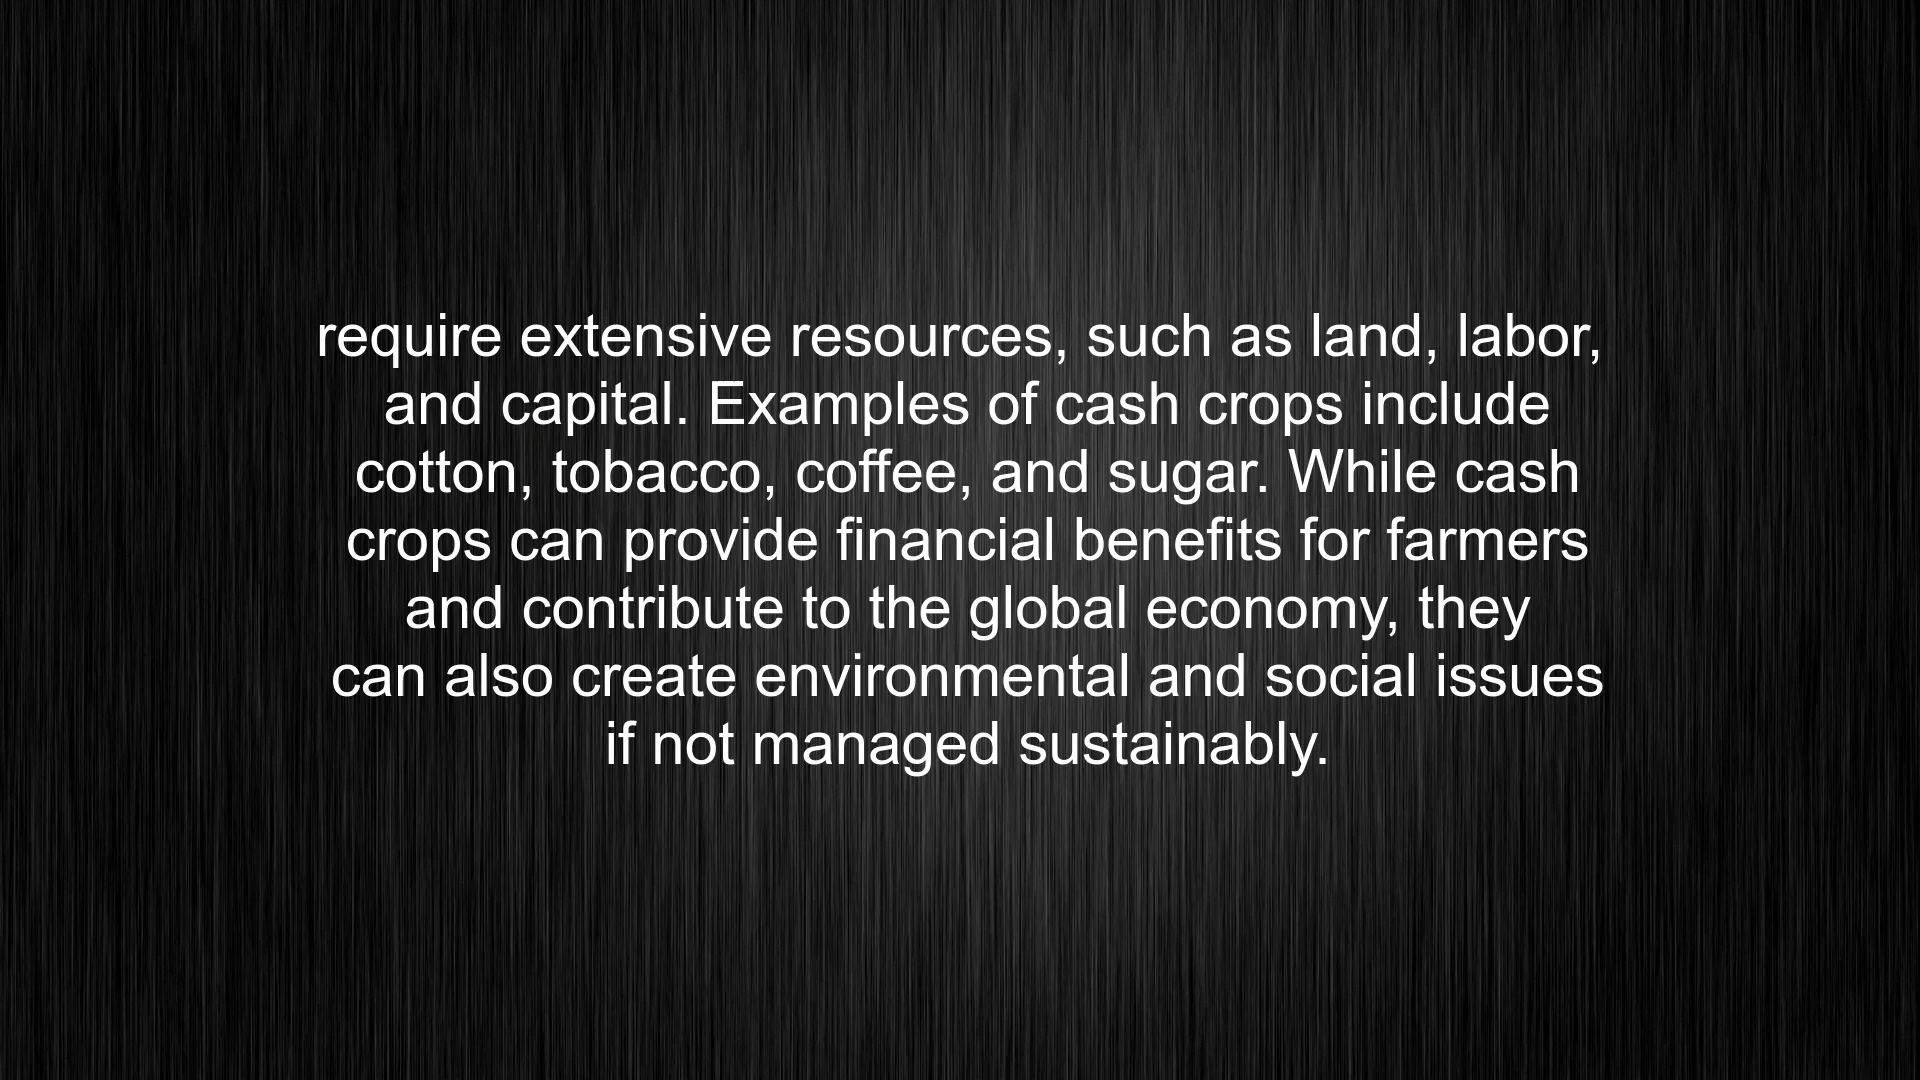 require extensive resources, such as land, labor,
and capital. Examples of cash crops include
cotton, tobacco, coffee, and sugar. While cash
crops can provide financial benefits for farmers
and contribute to the global economy, they
can also create environmental and social issues
if not managed sustainably.